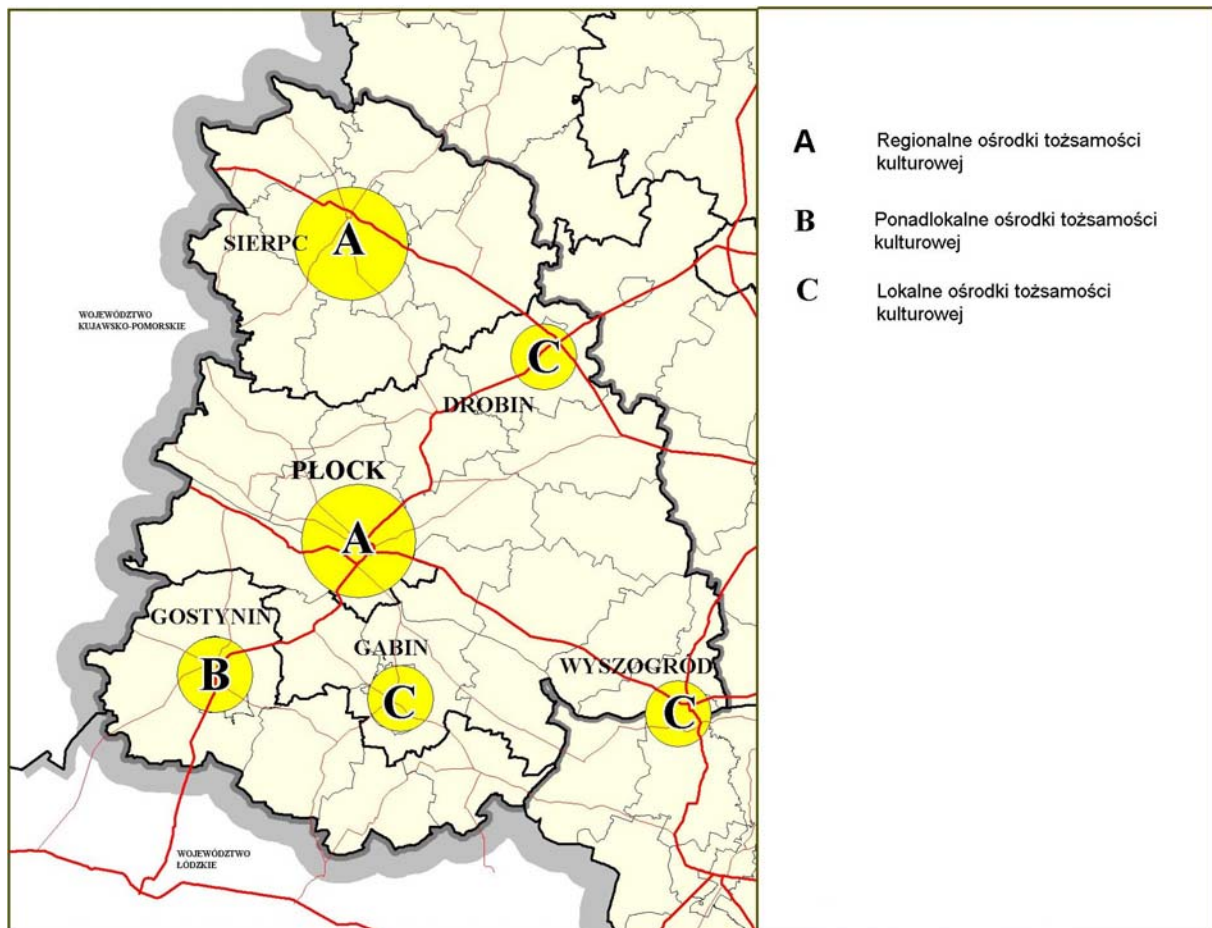 SIERPC
A
WOJEWÓDZTWO
KUJAWSKO-POMORSKIE
C
DROBIN
PŁOCK
A
GOSTYNIN
B
GABIN
C
WYSZOGRÓD
C
WOJEWÓDZTWO
ŁÓDZKIE
A Regionalne ośrodki tożsamości
kulturowej
B Ponadlokalne ośrodki tożsamości
kulturowej
C Lokalne ośrodki tożsamości
kulturowej